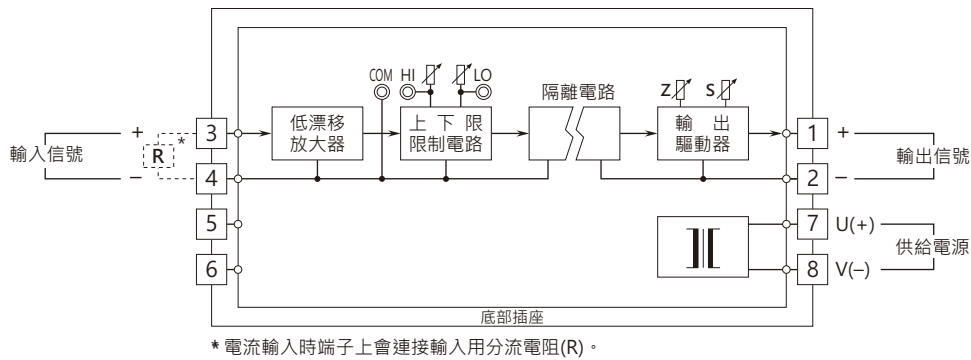 隔離電路
COM HI LO
Z S
低漂移
放大器
上下限
限制電路
輸出
驅動器
輸入信號
+
R
*
−
3
4
5
6
1
2
7
8
+
−
輸出信號
U(+)
V(–)
供給電源
底部插座
* 電流輸入時端子上會連接輸入用分流電阻(R)。